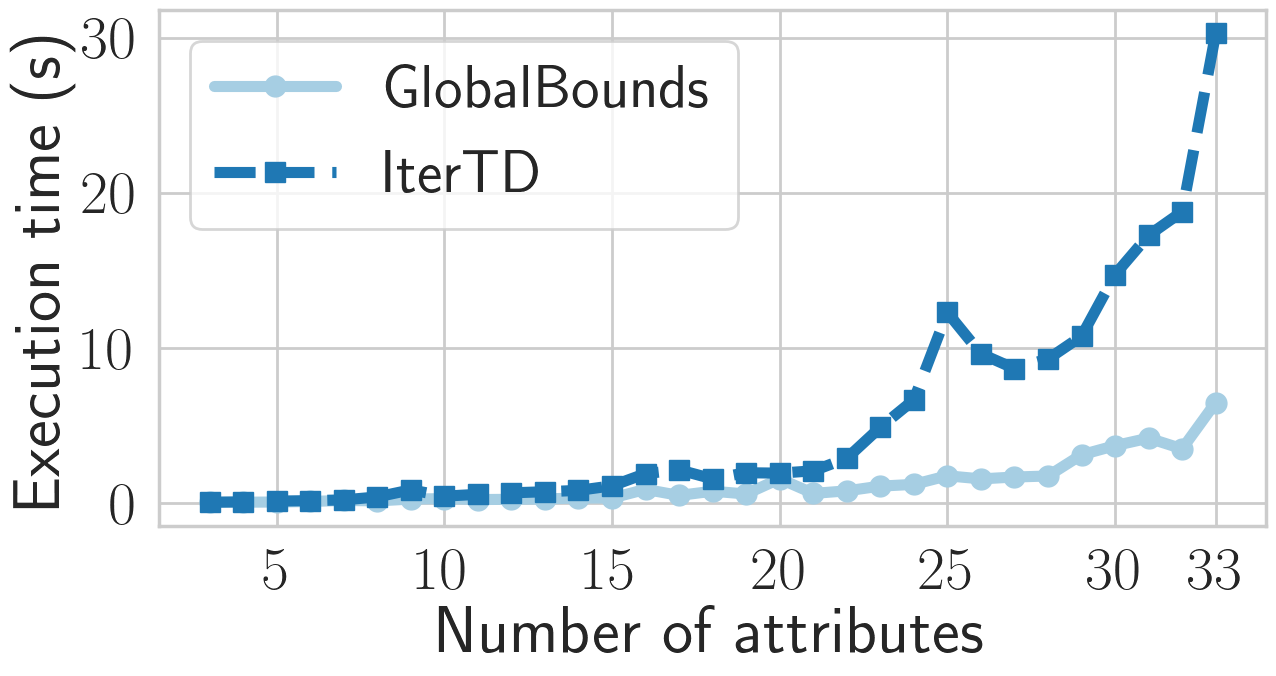 Execution time (s)
30
20
10
0
GlobalBounds
IterTD
5 10 15 20 25 30 33
Number of attributes